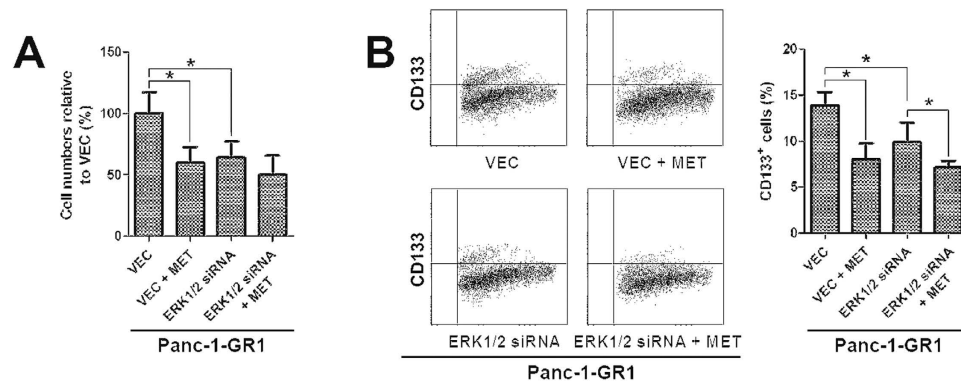 A
Cell numbers relative
to VEC (%)
150
100
50
0
*
*
VEC
VEC + MET
ERK1/2 siRNA
ERK1/2 siRNA
+ MET
Panc-1-GR1
B
CD133
VEC
VEC + MET
CD133
ERK1/2 siRNA
ERK1/2 siRNA + MET
Panc-1-GR1
CD133+ cells (%)
20
15
10
5
0
*
*
*
VEC
VEC + MET
ERK1/2 siRNA
ERK1/2 siRNA
+ MET
Panc-1-GR1